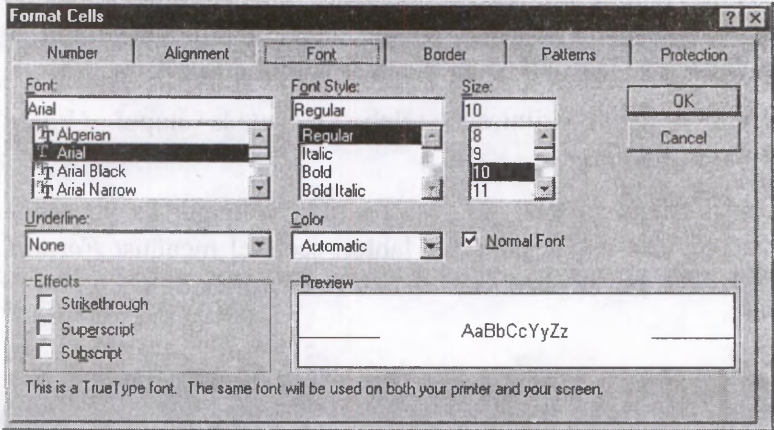 Format Cells
Number Alignment Font Border Patterns Protection
Font: Font Style: Size:
Arial Regular 10 OK
Algerian Regular 8 Cancel
Arial Italic 9
Arial Black Bold 10
Arial Narrow Bold Italic 11
Underline: Color
None Automatic Normal Font
Effects Preview
Strikethrough
Superscript AaBbCcYyZz
Subscript
This is a TrueType font. The same font will be used on both your printer and your screen.